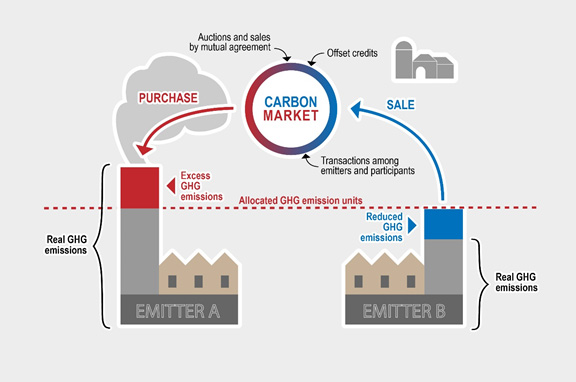 Auctions and sales
by mutual agreement
Offset credits
PURCHASE
CARBON
MARKET
SALE
Transactions among
emitters and participants
Excess
GHG
emissions
Allocated GHG emission units
Real GHG
emissions
Reduced
GHG
emissions
Real GHG
emissions
EMITTER A
EMITTER B